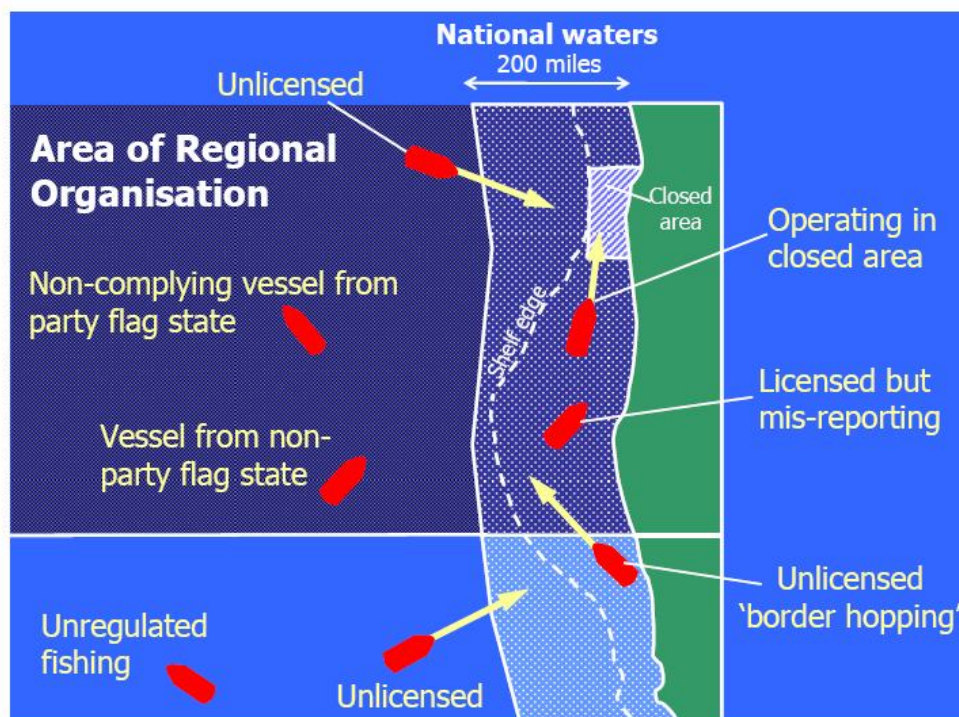 National waters
200 miles
Unlicensed
Area of Regional
Organisation
Closed
area
Operating in
closed area
Non-complying vessel from
party flag state
Shelf edge
Licensed but
mis-reporting
Vessel from non-
party flag state
Unlicensed
‘border hopping’
Unregulated
fishing
Unlicensed